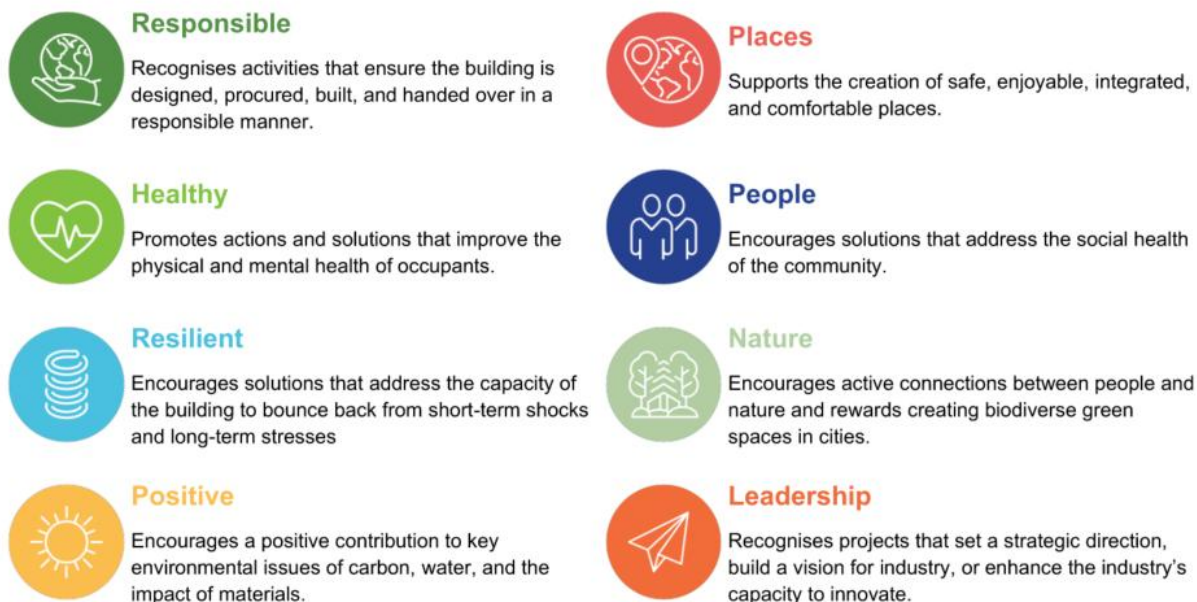 Responsible
Recognises activities that ensure the building is
designed, procured, built, and handed over in a
responsible manner.
Healthy
Promotes actions and solutions that improve the
physical and mental health of occupants.
Resilient
Encourages solutions that address the capacity of
the building to bounce back from short-term shocks
and long-term stresses
Positive
Encourages a positive contribution to key
environmental issues of carbon, water, and the
impact of materials.
Places
Supports the creation of safe, enjoyable, integrated,
and comfortable places.
People
Encourages solutions that address the social health
of the community.
Nature
Encourages active connections between people and
nature and rewards creating biodiverse green
spaces in cities.
Leadership
Recognises projects that set a strategic direction,
build a vision for industry, or enhance the industry's
capacity to innovate.